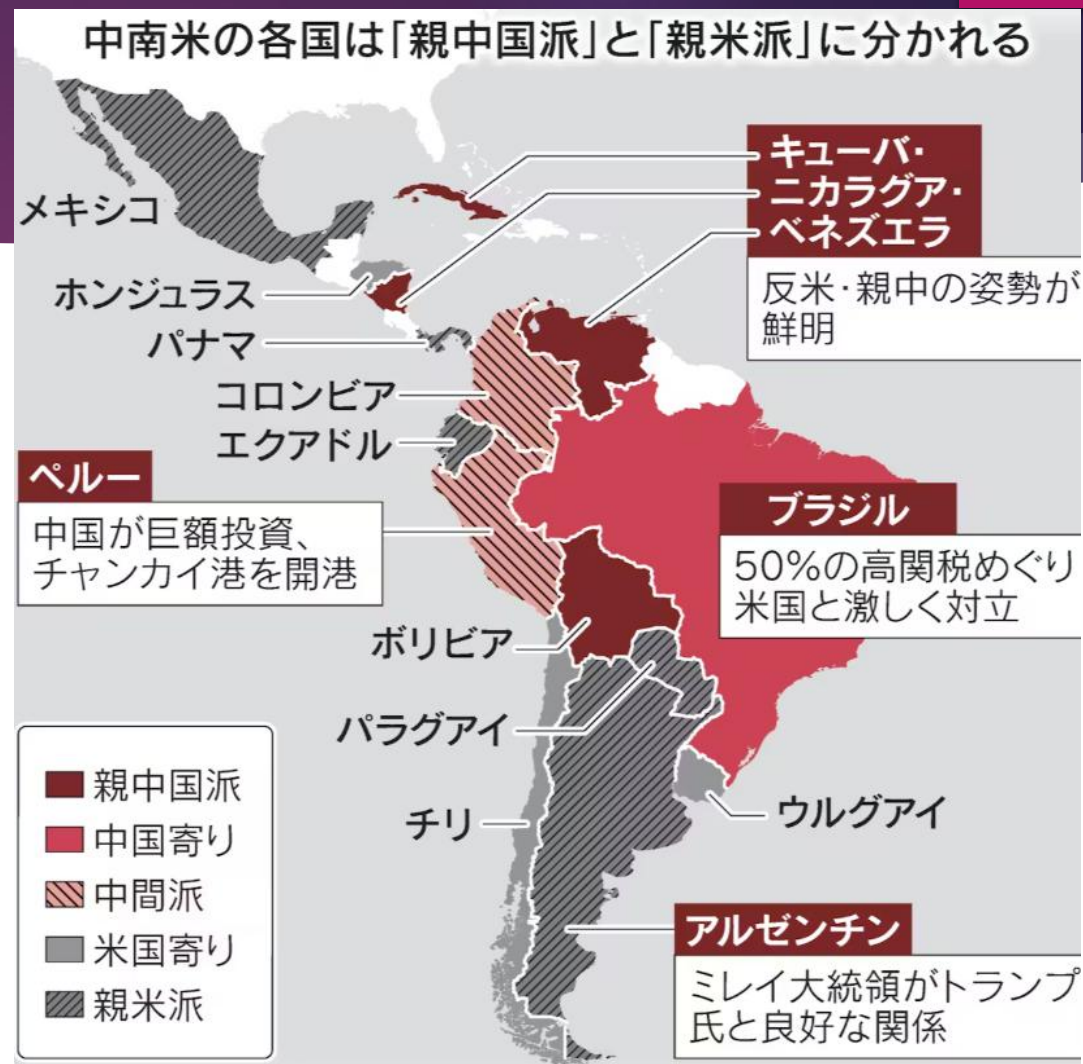 中南米の各国は「親中国派」と「親米派」に分かれる
キューバ・
ニカラグア・
ベネズエラ
反米・親中の姿勢が
鮮明
メキシコ
ホンジュラス
パナマ
コロンビア
エクアドル
ペルー
中国が巨額投資、
チャンカイ港を開港
ブラジル
50%の高関税めぐり
米国と激しく対立
ボリビア
パラグアイ
チリ
ウルグアイ
アルゼンチン
ミレイ大統領がトランプ
氏と良好な関係
親中国派
中国寄り
中間派
米国寄り
親米派